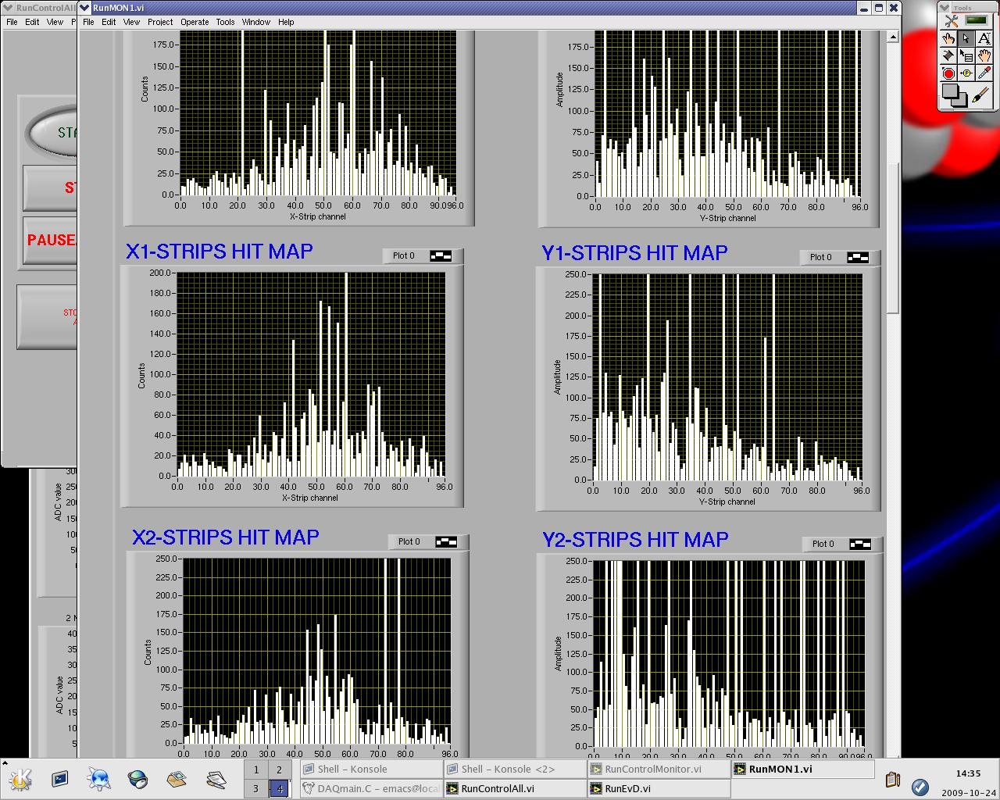 RunControlAll
RunMON1.vi
Tools
File Edit View P
File Edit View Project Operate Tools Window Help
175.0
150.0
125.0
100.0
75.0
50.0
25.0
0.0
Counts
0.0 10.0 20.0 30.0 40.0 50.0 60.0 70.0 80.0 90.0 96.0
X-Strip channel
175.0
150.0
125.0
100.0
75.0
50.0
25.0
0.0
Amplitude
0.0 10.0 20.0 30.0 40.0 50.0 60.0 70.0 80.0 96.0
Y-Strip channel
STA
ST
PAUSE
STO
A
X1-STRIPS HIT MAP
Plot 0
200.0
180.0
160.0
140.0
120.0
100.0
80.0
60.0
40.0
20.0
0.0
Counts
0.0 10.0 20.0 30.0 40.0 50.0 60.0 70.0 80.0 96.0
X-Strip channel
Y1-STRIPS HIT MAP
Plot 0
250.0
225.0
200.0
175.0
150.0
125.0
100.0
75.0
50.0
25.0
0.0
Amplitude
0.0 10.0 20.0 30.0 40.0 50.0 60.0 70.0 80.0 96.0
Y-Strip channel
30
25
20
15
10
5
0
ADC value
2 N
40
35
30
25
20
15
10
5
ADC value
X2-STRIPS HIT MAP
Plot 0
250.0
225.0
200.0
175.0
150.0
125.0
100.0
75.0
50.0
25.0
0.0
Counts
0.0 10.0 20.0 30.0 40.0 50.0 60.0 70.0 80.0 96.0
Y2-STRIPS HIT MAP
Plot 0
250.0
225.0
200.0
175.0
150.0
125.0
100.0
75.0
50.0
25.0
0.0
Amplitude
0.0 10.0 20.0 30.0 40.0 50.0 60.0 70.0 80.0 90.0 96.0
1 2
3 4
Shell - Konsole
Shell - Konsole <2>
RunControlMonitor.vi
RunMON1.vi
DAQmain.C - emacs@loca
RunControlAll.vi
RunEvD.vi
14:35
2009-10-24